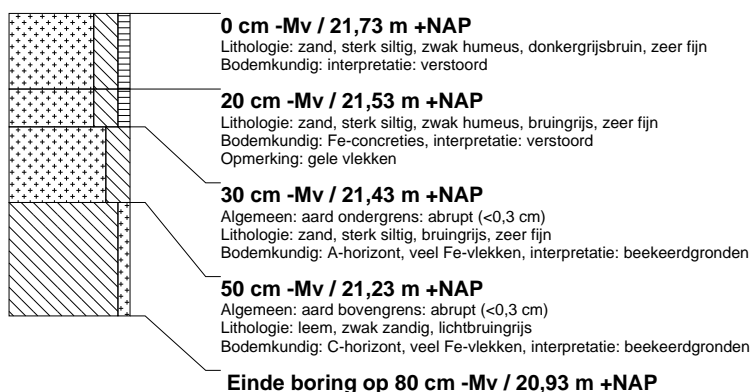 0 cm -Mv / 21,73 m +NAP
Lithologie: zand, sterk siltig, zwak humeus, donkergrijsbruin, zeer fijn
Bodemkundig: interpretatie: verstoord
20 cm -Mv / 21,53 m +NAP
Lithologie: zand, sterk siltig, zwak humeus, bruingrijs, zeer fijn
Bodemkundig: Fe-concreties, interpretatie: verstoord
Opmerking: gele vlekken
30 cm -Mv / 21,43 m +NAP
Algemeen: aard ondergrens: abrupt (<0,3 cm)
Lithologie: zand, sterk siltig, bruingrijs, zeer fijn
Bodemkundig: A-horizont, veel Fe-vlekken, interpretatie: beekeerdgronden
50 cm -Mv / 21,23 m +NAP
Algemeen: aard bovengrens: abrupt (<0,3 cm)
Lithologie: leem, zwak zandig, lichtbruingrijs
Bodemkundig: C-horizont, veel Fe-vlekken, interpretatie: beekeerdgronden
Einde boring op 80 cm -Mv / 20,93 m +NAP